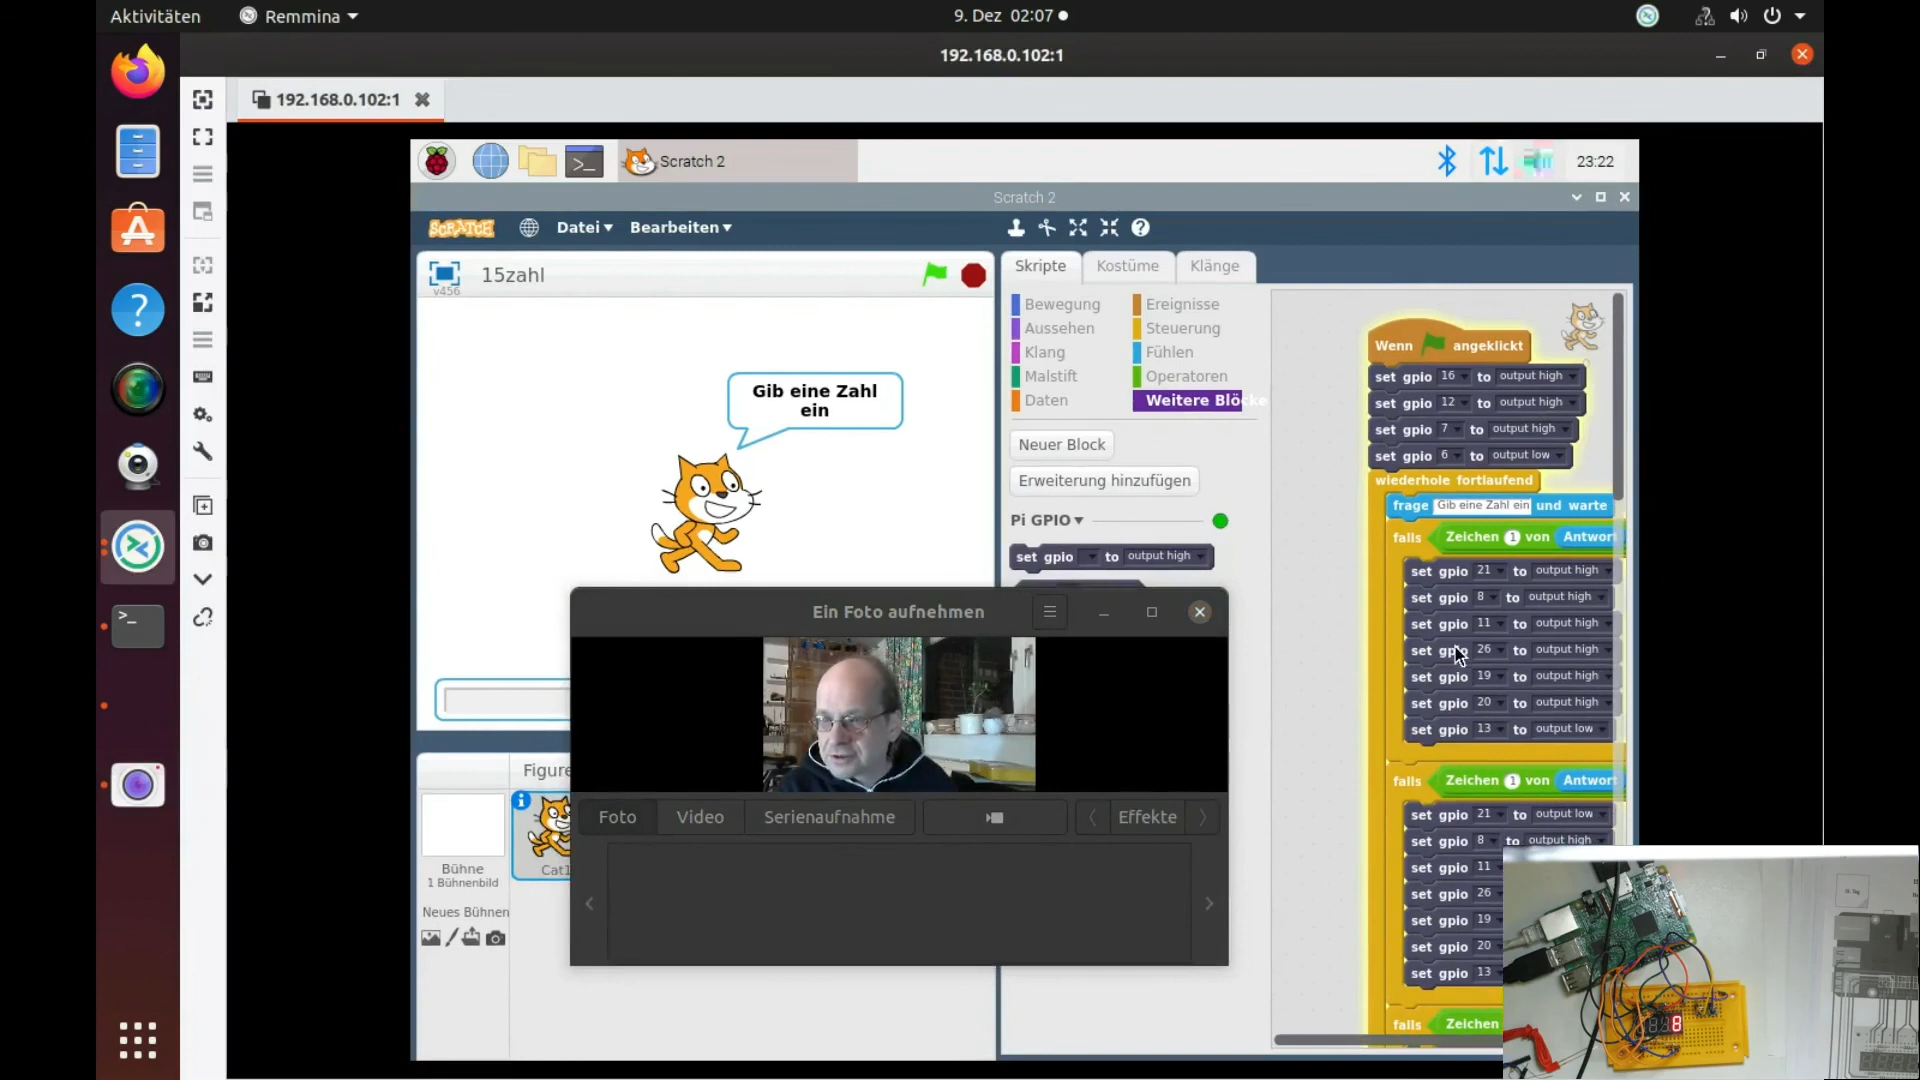 Aktivitäten
Remmina
9. Dez 02:07
192.168.0.102:1
192.168.0.102:1
Scratch 2
23:22
Scratch 2
SCRATCH
Datei
Bearbeiten
15zahl
v456
Gib eine Zahl
ein
Skripte
Kostüme
Klänge
Bewegung
Ereignisse
Aussehen
Steuerung
Klang
Fühlen
Malstift
Operatoren
Daten
Weitere Blöcke
Neuer Block
Erweiterung hinzufügen
Pi GPIO
set gpio to output high
Wenn angeklickt
set gpio 16 to output high
set gpio 12 to output high
set gpio 7 to output high
set gpio 6 to output low
wiederhole fortlaufend
frage Gib eine Zahl ein und warte
falls Zeichen 1 von Antwort
set gpio 21 to output high
set gpio 8 to output high
set gpio 11 to output high
set gpio 26 to output high
set gpio 19 to output high
set gpio 20 to output high
set gpio 13 to output low
falls Zeichen 1 von Antwort
set gpio 21 to output low
set gpio 8 to output high
set gpio 11
set gpio 26
set gpio 19
set gpio 20
set gpio 13
falls Zeichen
Ein Foto aufnehmen
Foto
Video
Serienaufnahme
Effekte
Figure
Bühne
1 Bühnenbild
Neues Bühnen
Cat1
8